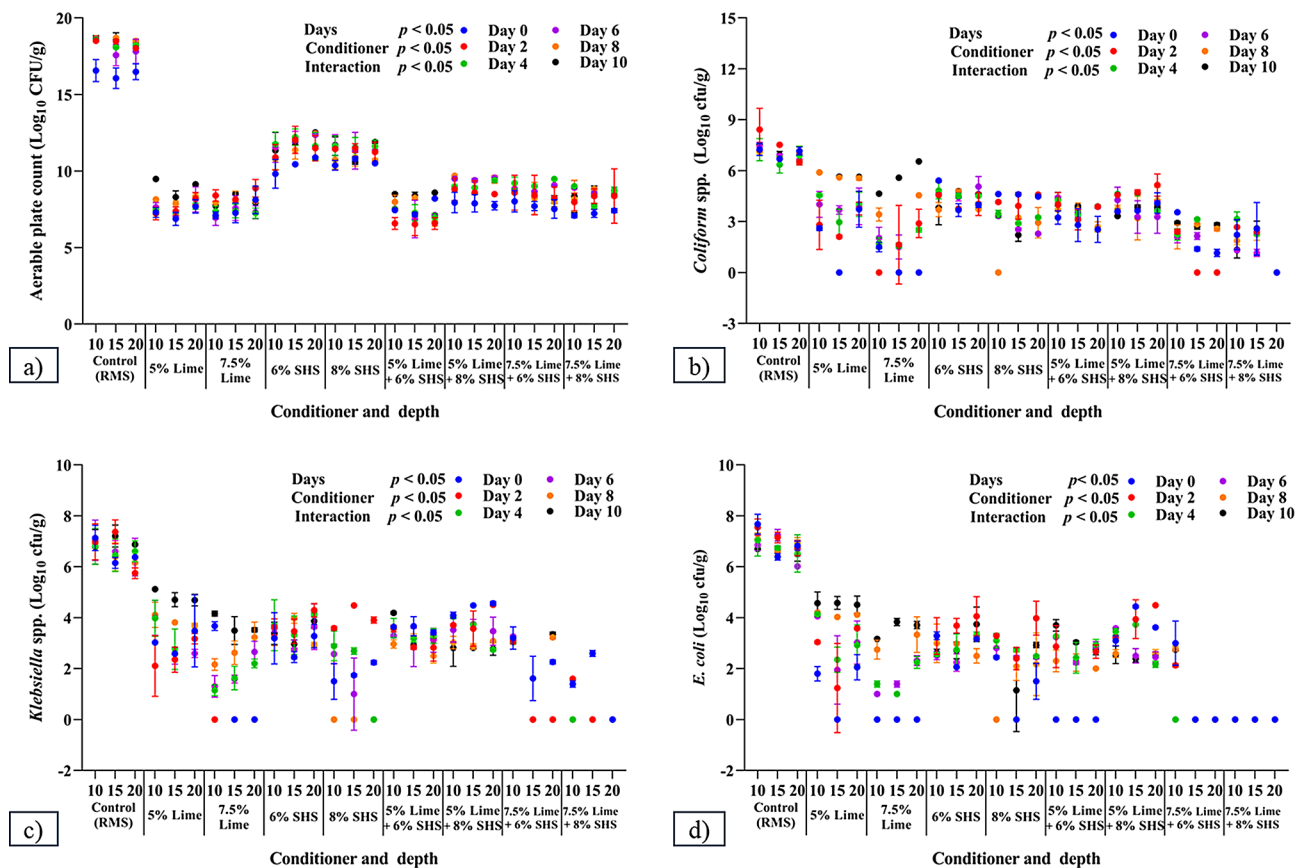 20
15
10
5
0
Aerable plate count (Log10 CFU/g)
Days p < 0.05 Day 0 Day 6
Conditioner p < 0.05 Day 2 Day 8
Interaction p < 0.05 Day 4 Day 10
10 15 20 10 15 20 10 15 20 10 15 20 10 15 20 10 15 20 10 15 20 10 15 20 10 15 20
Control (RMS) 5% Lime 7.5% Lime 6% SHS 8% SHS 5% Lime + 6% SHS 5% Lime + 8% SHS 7.5% Lime + 6% SHS 7.5% Lime + 8% SHS
Conditioner and depth
a)
15
12
9
6
3
0
-3
Coliform spp. (Log10 cfu/g)
Days p < 0.05 Day 0 Day 6
Conditioner p < 0.05 Day 2 Day 8
Interaction p < 0.05 Day 4 Day 10
10 15 20 10 15 20 10 15 20 10 15 20 10 15 20 10 15 20 10 15 20 10 15 20 10 15 20
Control (RMS) 5% Lime 7.5% Lime 6% SHS 8% SHS 5% Lime + 6% SHS 5% Lime + 8% SHS 7.5% Lime + 6% SHS 7.5% Lime + 8% SHS
Conditioner and depth
b)
10
8
6
4
2
0
-2
Klebsiella spp. (Log10 cfu/g)
Days p < 0.05 Day 0 Day 6
Conditioner p < 0.05 Day 2 Day 8
Interaction p < 0.05 Day 4 Day 10
10 15 20 10 15 20 10 15 20 10 15 20 10 15 20 10 15 20 10 15 20 10 15 20 10 15 20
Control (RMS) 5% Lime 7.5% Lime 6% SHS 8% SHS 5% Lime + 6% SHS 5% Lime + 8% SHS 7.5% Lime + 6% SHS 7.5% Lime + 8% SHS
Conditioner and depth
c)
10
8
6
4
2
0
-2
E. coli (Log10 cfu/g)
Days p < 0.05 Day 0 Day 6
Conditioner p < 0.05 Day 2 Day 8
Interaction p < 0.05 Day 4 Day 10
10 15 20 10 15 20 10 15 20 10 15 20 10 15 20 10 15 20 10 15 20 10 15 20 10 15 20
Control (RMS) 5% Lime 7.5% Lime 6% SHS 8% SHS 5% Lime + 6% SHS 5% Lime + 8% SHS 7.5% Lime + 6% SHS 7.5% Lime + 8% SHS
Conditioner and depth
d)